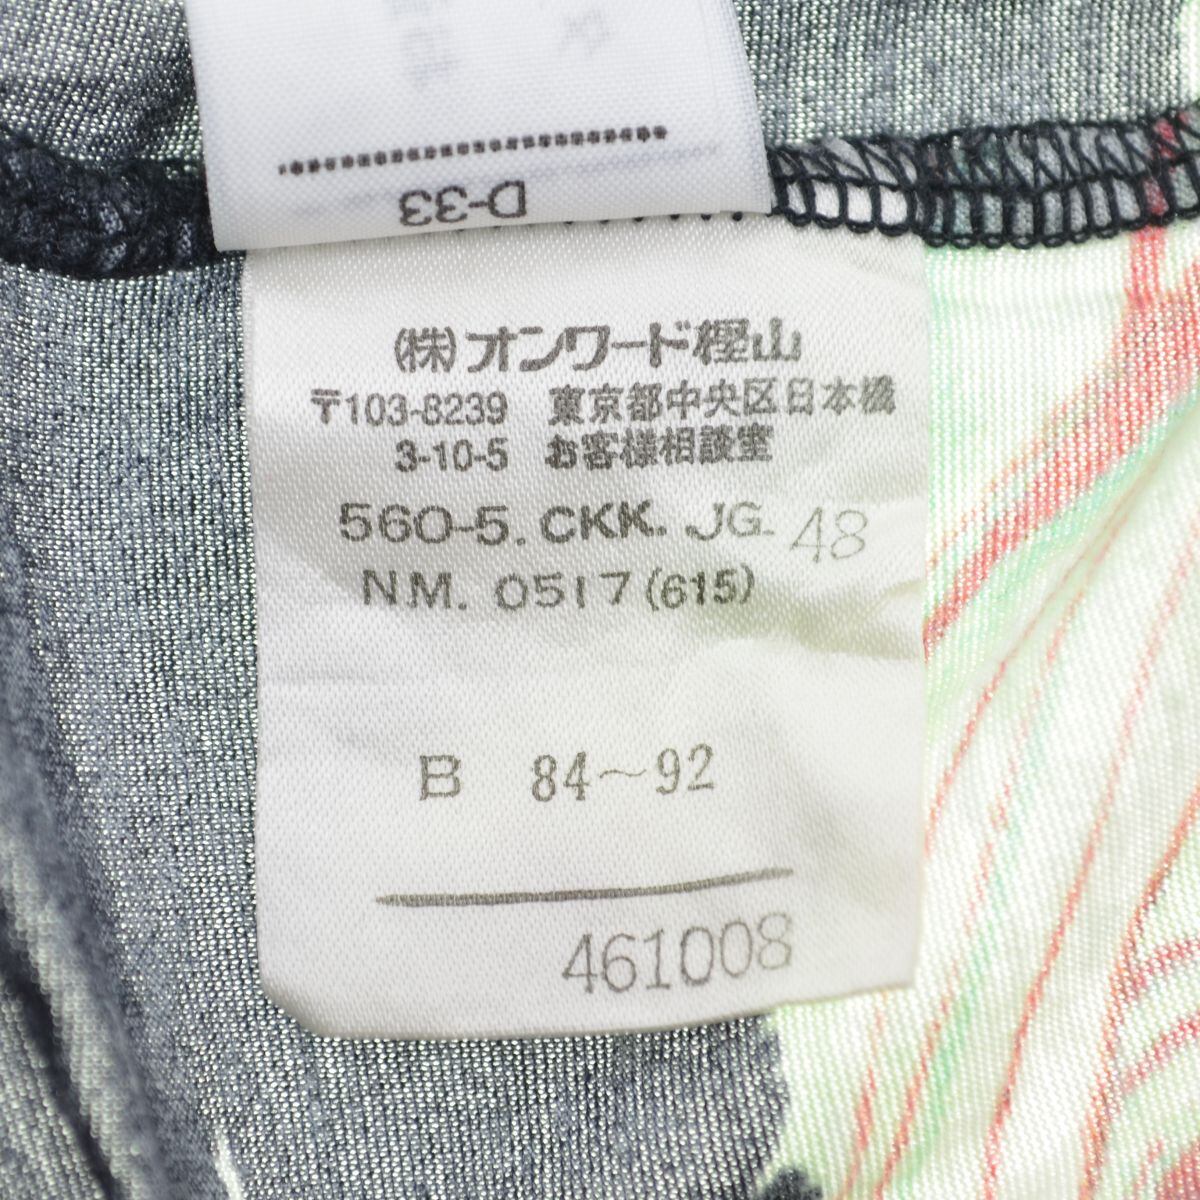 D-33
(株)オンワード樫山
〒103-8239 東京都中央区日本橋
3-10-5 お客様相談室
560-5. CKK. JG. 48
N.M. 0517(615)
B 84～92
461008